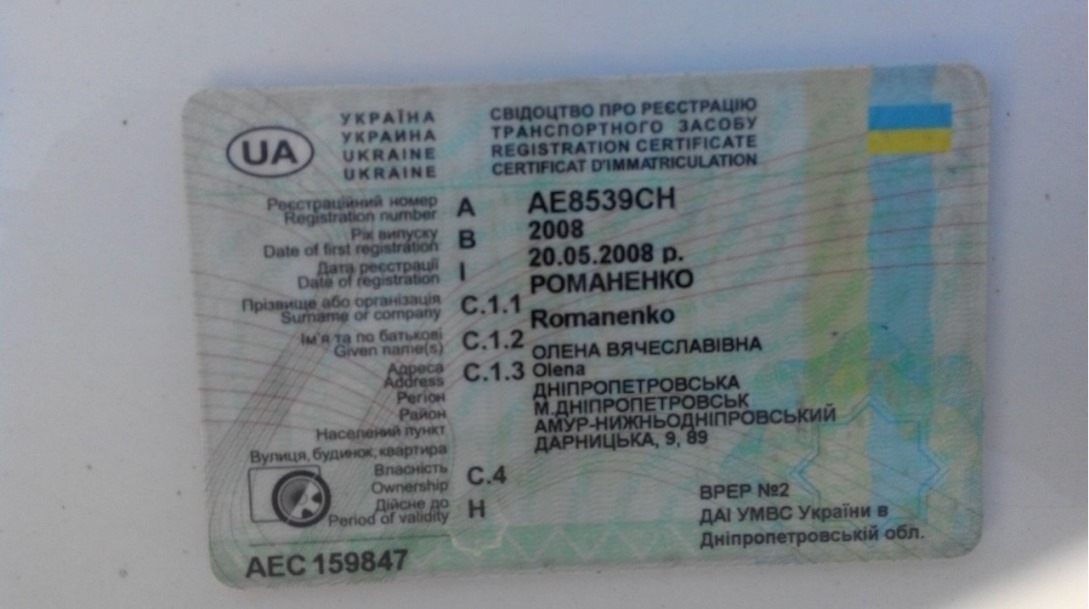 UA
УКРАЇНА
УКРАИНА
UKRAINE
UKRAINE
СВІДОЦТВО ПРО РЕЄСТРАЦІЮ
ТРАНСПОРТНОГО ЗАСОБУ
REGISTRATION CERTIFICATE
CERTIFICAT D'IMMATRICULATION
Реєстраційний номер
Registration number A AE8539CH
Рік випуску
Date of first registration B 2008
Дата реєстрації
Date of registration I 20.05.2008 р.
Прізвище або організація
Surname or company C.1.1 РОМАНЕНКО
Romanenko
Ім'я та по батькові
Given name(s) C.1.2 ОЛЕНА ВЯЧЕСЛАВІВНА
Olena
Адреса
Address C.1.3
Регіон ДНІПРОПЕТРОВСЬКА
Район М.ДНІПРОПЕТРОВСЬК
Населений пункт АМУР-НИЖНЬОДНІПРОВСЬКИЙ
Вулиця, будинок, квартира ДАРНИЦЬКА, 9, 89
Власність
Ownership C.4
Дійсне до
Period of validity H
ВРЕР №2
ДАІ УМВС України в
Дніпропетровській обл.
АЕС 159847